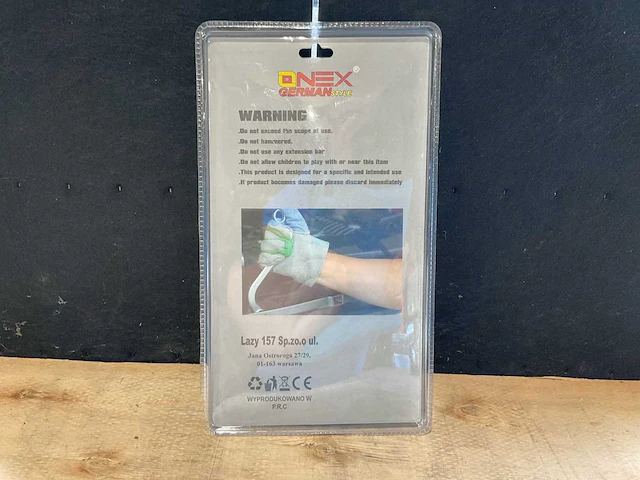 ONEX®
GERMAN STYLE
WARNING
.Do not exceed the scope of use.
.Do not hammered.
.Do not use any extension bar
.Do not allow children to play with or near this item
.This product is designed for a specific and intended use
.If product becomes damaged please discard immediately
Lazy 157 Sp.zo.o ul.
Jana Ostroroga 27/29,
01-163 warszawa
CE
WYPRODUKOWANO W
P.R.C